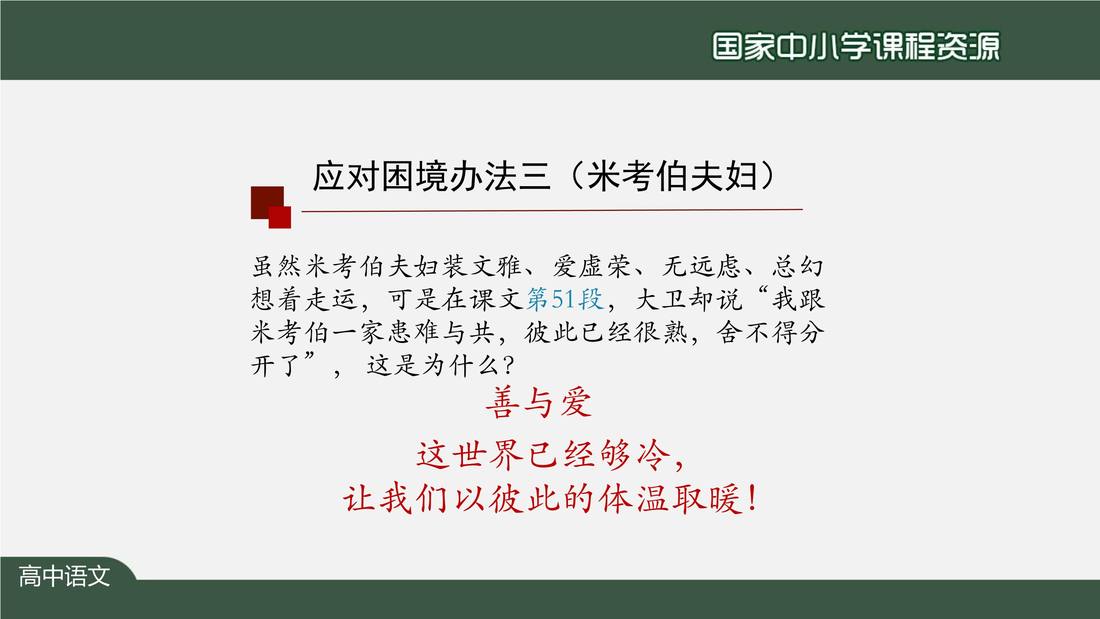 国家中小学课程资源
应对困境办法三（米考伯夫妇）
虽然米考伯夫妇装文雅、爱虚荣、无远虑、总幻
想着走运，可是在课文第51段，大卫却说“我跟
米考伯一家患难与共，彼此已经很熟，舍不得分
开了”， 这是为什么？
善与爱
这世界已经够冷，
让我们以彼此的体温取暖！
高中语文